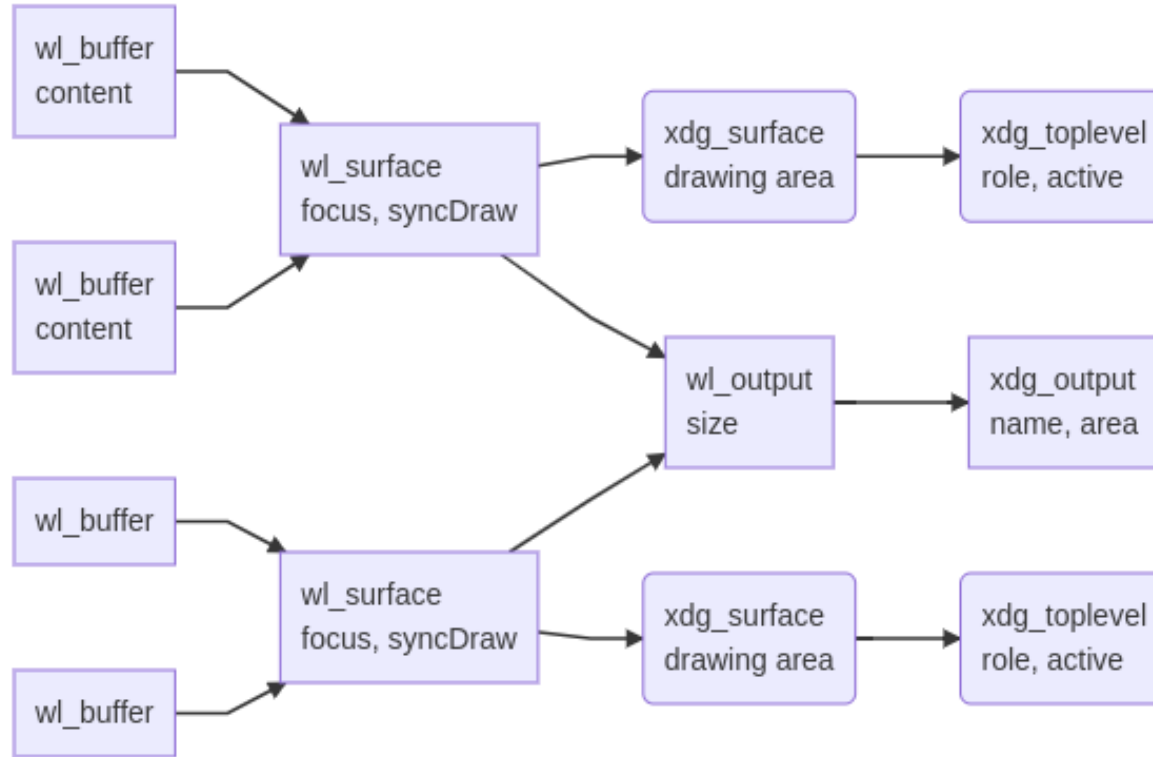 wl_buffer
content
wl_surface
focus, syncDraw
xdg_surface
drawing area
xdg_toplevel
role, active
wl_buffer
content
wl_output
size
xdg_output
name, area
wl_buffer
wl_surface
focus, syncDraw
xdg_surface
drawing area
xdg_toplevel
role, active
wl_buffer